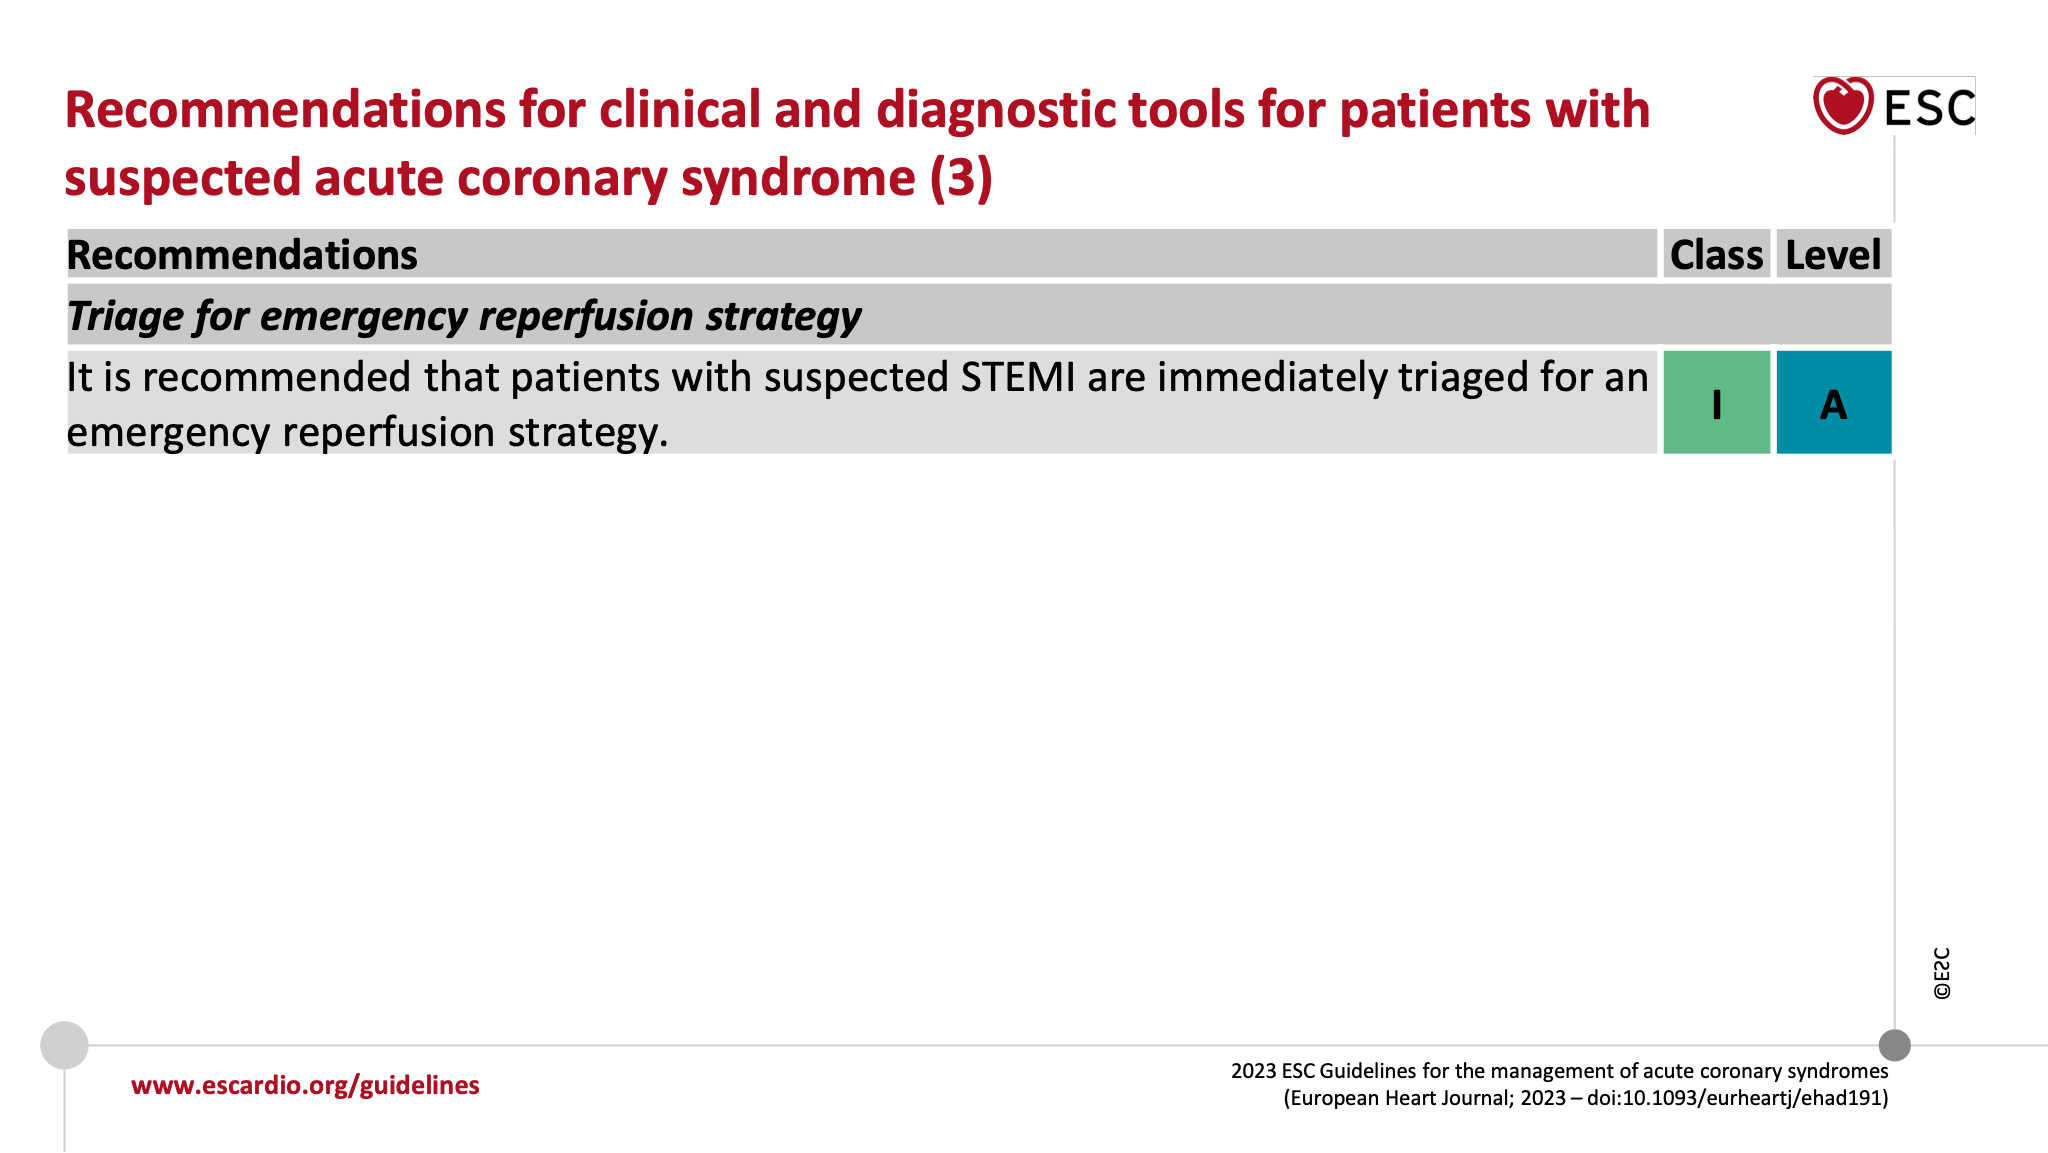 Recommendations for clinical and diagnostic tools for patients with
suspected acute coronary syndrome (3)
ESC
Recommendations Class Level
Triage for emergency reperfusion strategy
It is recommended that patients with suspected STEMI are immediately triaged for an
emergency reperfusion strategy.
I A
©ESC
www.escardio.org/guidelines
2023 ESC Guidelines for the management of acute coronary syndromes
(European Heart Journal; 2023 – doi:10.1093/eurheartj/ehad191)